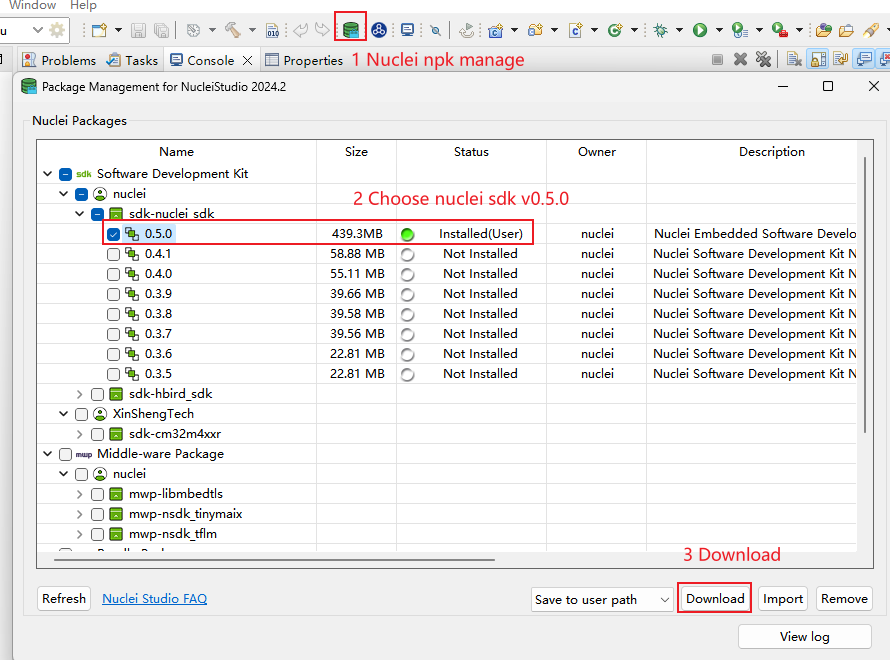 Window Help
u
010
Problems Tasks Console Properties 1 Nuclei npk manage
Package Management for NucleiStudio 2024.2
Nuclei Packages
Name Size Status Owner Description
sdk Software Development Kit
nuclei
2 Choose nuclei sdk v0.5.0
sdk-nuclei_sdk
0.5.0 439.3MB Installed(User) nuclei Nuclei Embedded Software Develo
0.4.1 58.88 MB Not Installed nuclei Nuclei Software Development Kit N
0.4.0 55.11 MB Not Installed nuclei Nuclei Software Development Kit N
0.3.9 39.66 MB Not Installed nuclei Nuclei Software Development Kit N
0.3.8 39.58 MB Not Installed nuclei Nuclei Software Development Kit N
0.3.7 39.56 MB Not Installed nuclei Nuclei Software Development Kit N
0.3.6 22.81 MB Not Installed nuclei Nuclei Software Development Kit N
0.3.5 22.81 MB Not Installed nuclei Nuclei Software Development Kit N
sdk-hbird_sdk
XinShengTech
sdk-cm32m4xxr
mwp Middle-ware Package
nuclei
mwp-libmbedtls
mwp-nsdk_tinymaix
mwp-nsdk_tflm
3 Download
Refresh Nuclei Studio FAQ Save to user path Download Import Remove
View log